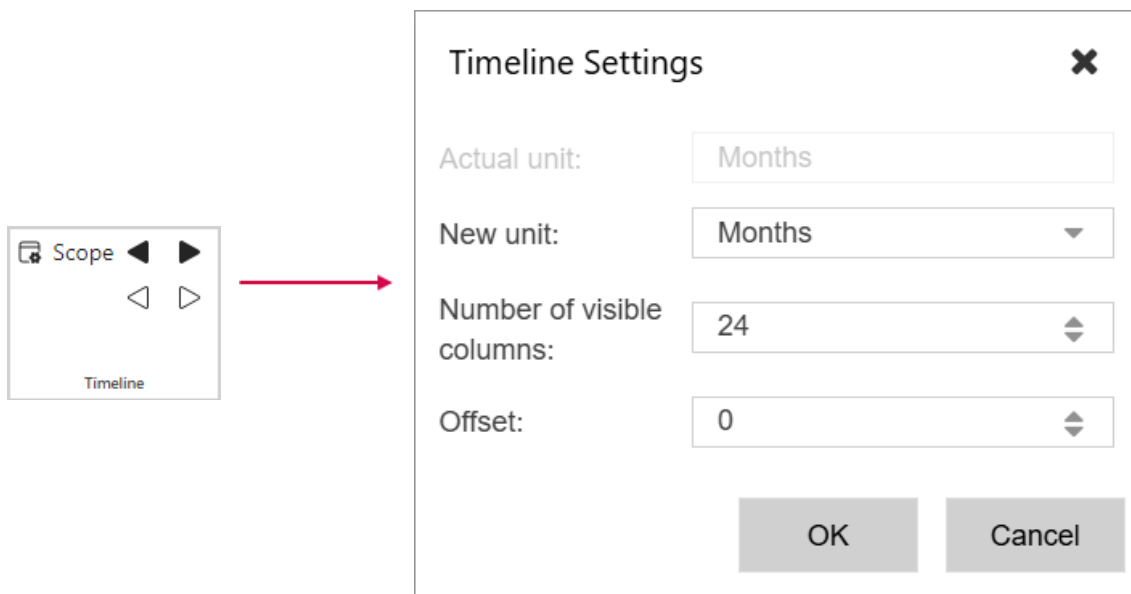 Timeline Settings
Actual unit: Months
New unit: Months
Number of visible
columns: 24
Offset: 0
OK Cancel
Scope
Timeline